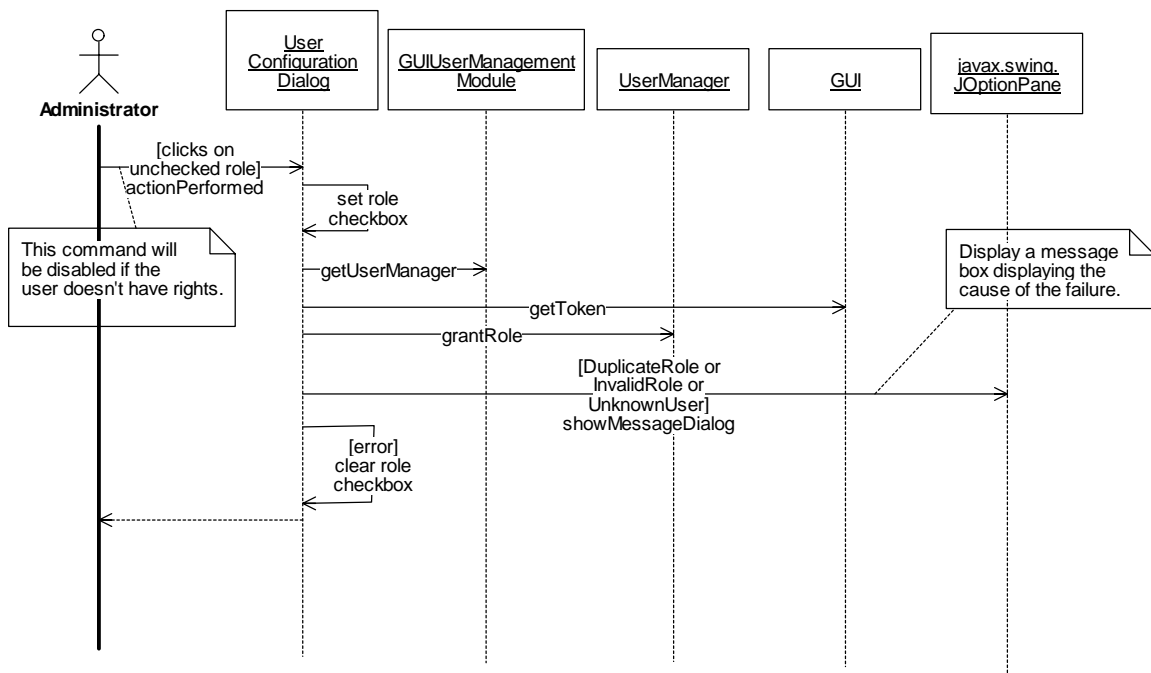 Administrator
User
Configuration
Dialog
GUIUserManagement
Module
UserManager
GUI
javax.swing.
JOptionPane
[clicks on
unchecked role]
actionPerformed
set role
checkbox
This command will
be disabled if the
user doesn't have rights.
getUserManager
Display a message
box displaying the
cause of the failure.
getToken
grantRole
[DuplicateRole or
InvalidRole or
UnknownUser]
showMessageDialog
[error]
clear role
checkbox